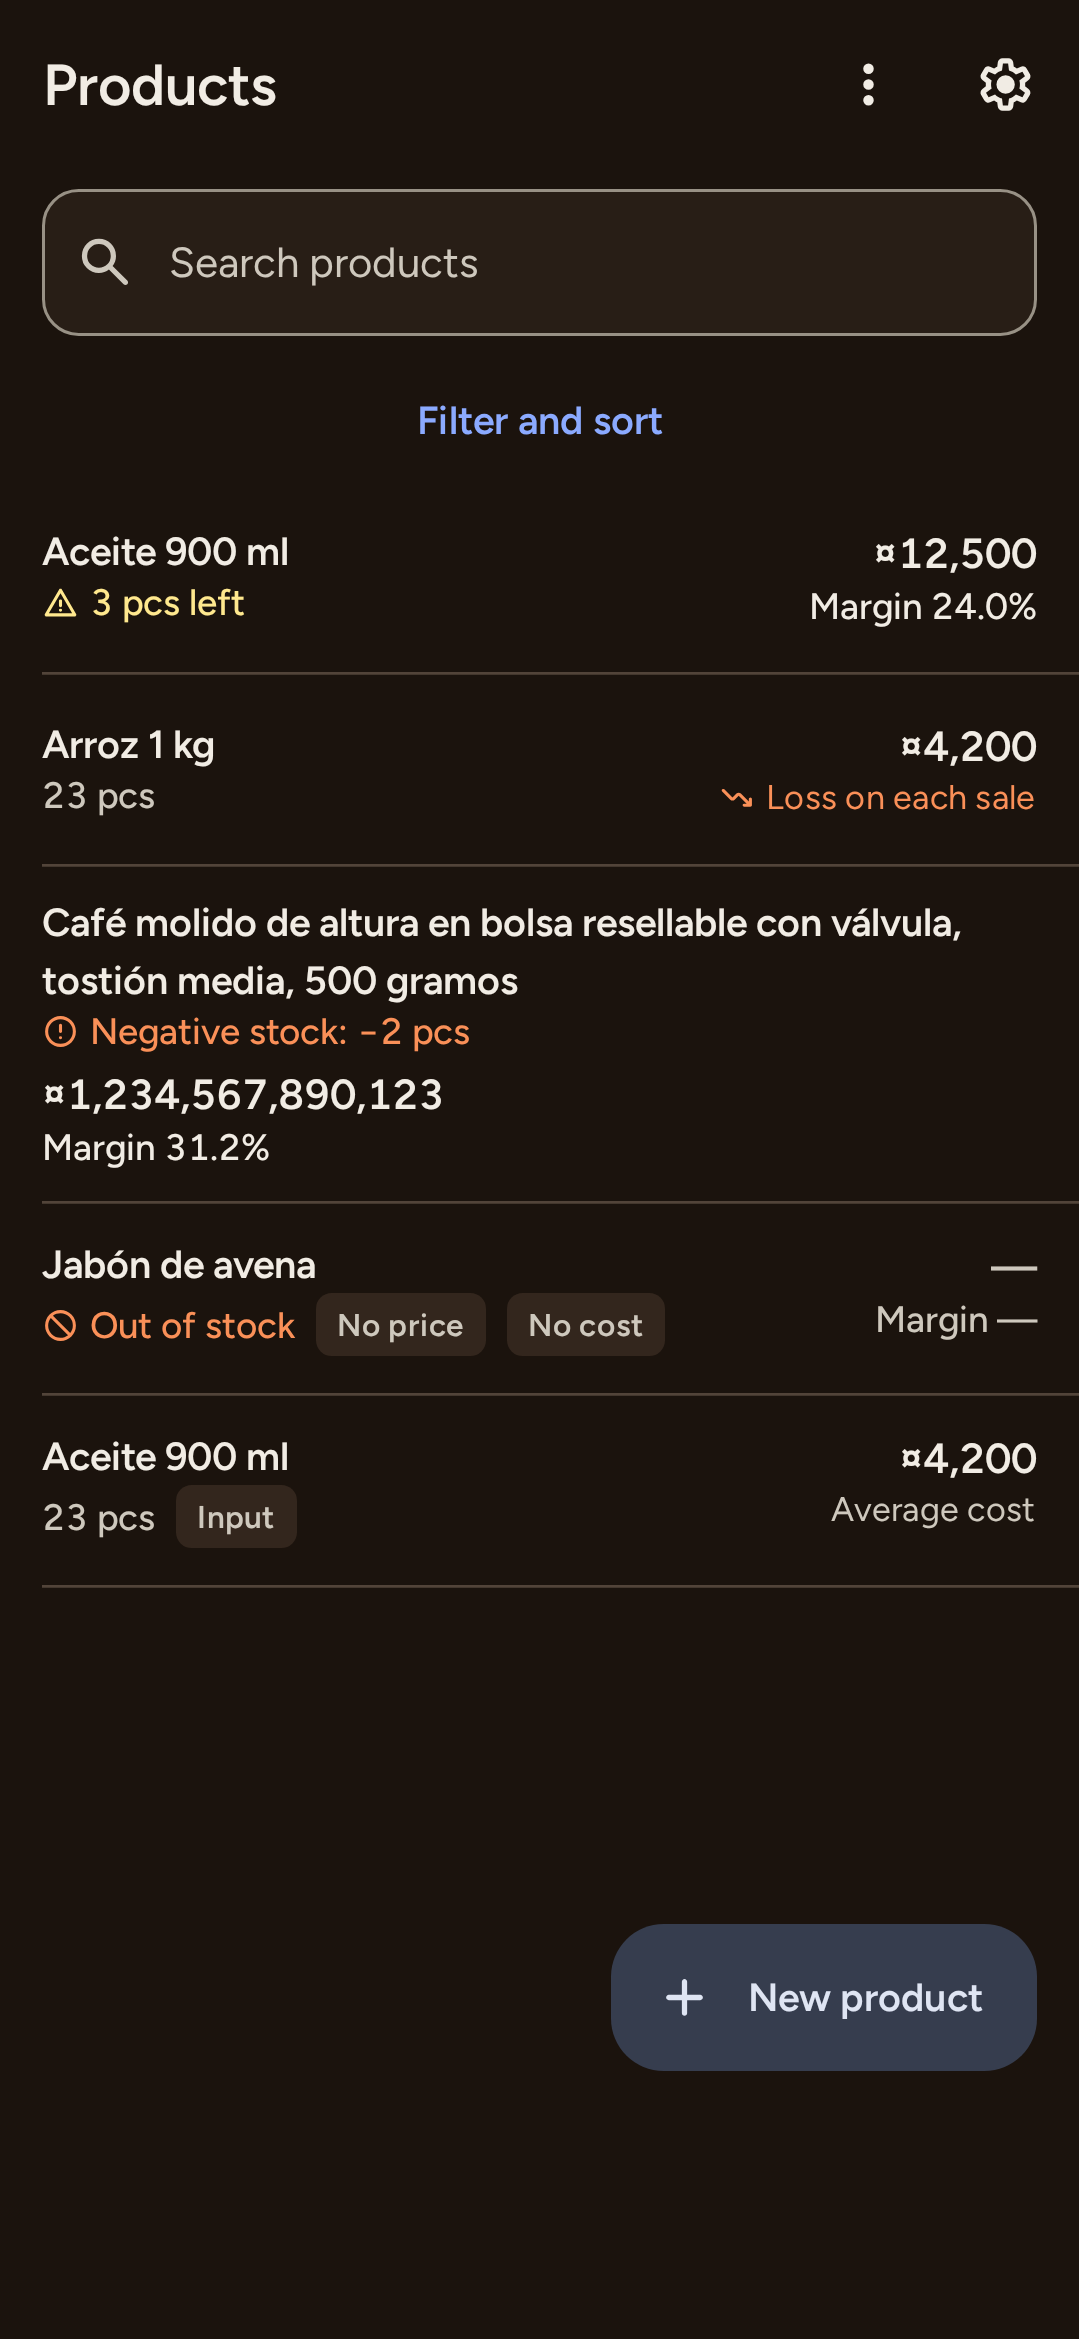 Products
Search products
Filter and sort
Aceite 900 ml
¤12,500
3 pcs left
Margin 24.0%
Arroz 1 kg
¤4,200
23 pcs
Loss on each sale
Café molido de altura en bolsa resellable con válvula,
tostión media, 500 gramos
Negative stock: −2 pcs
¤1,234,567,890,123
Margin 31.2%
Jabón de avena
—
Out of stock
No price
No cost
Margin —
Aceite 900 ml
¤4,200
23 pcs
Input
Average cost
New product